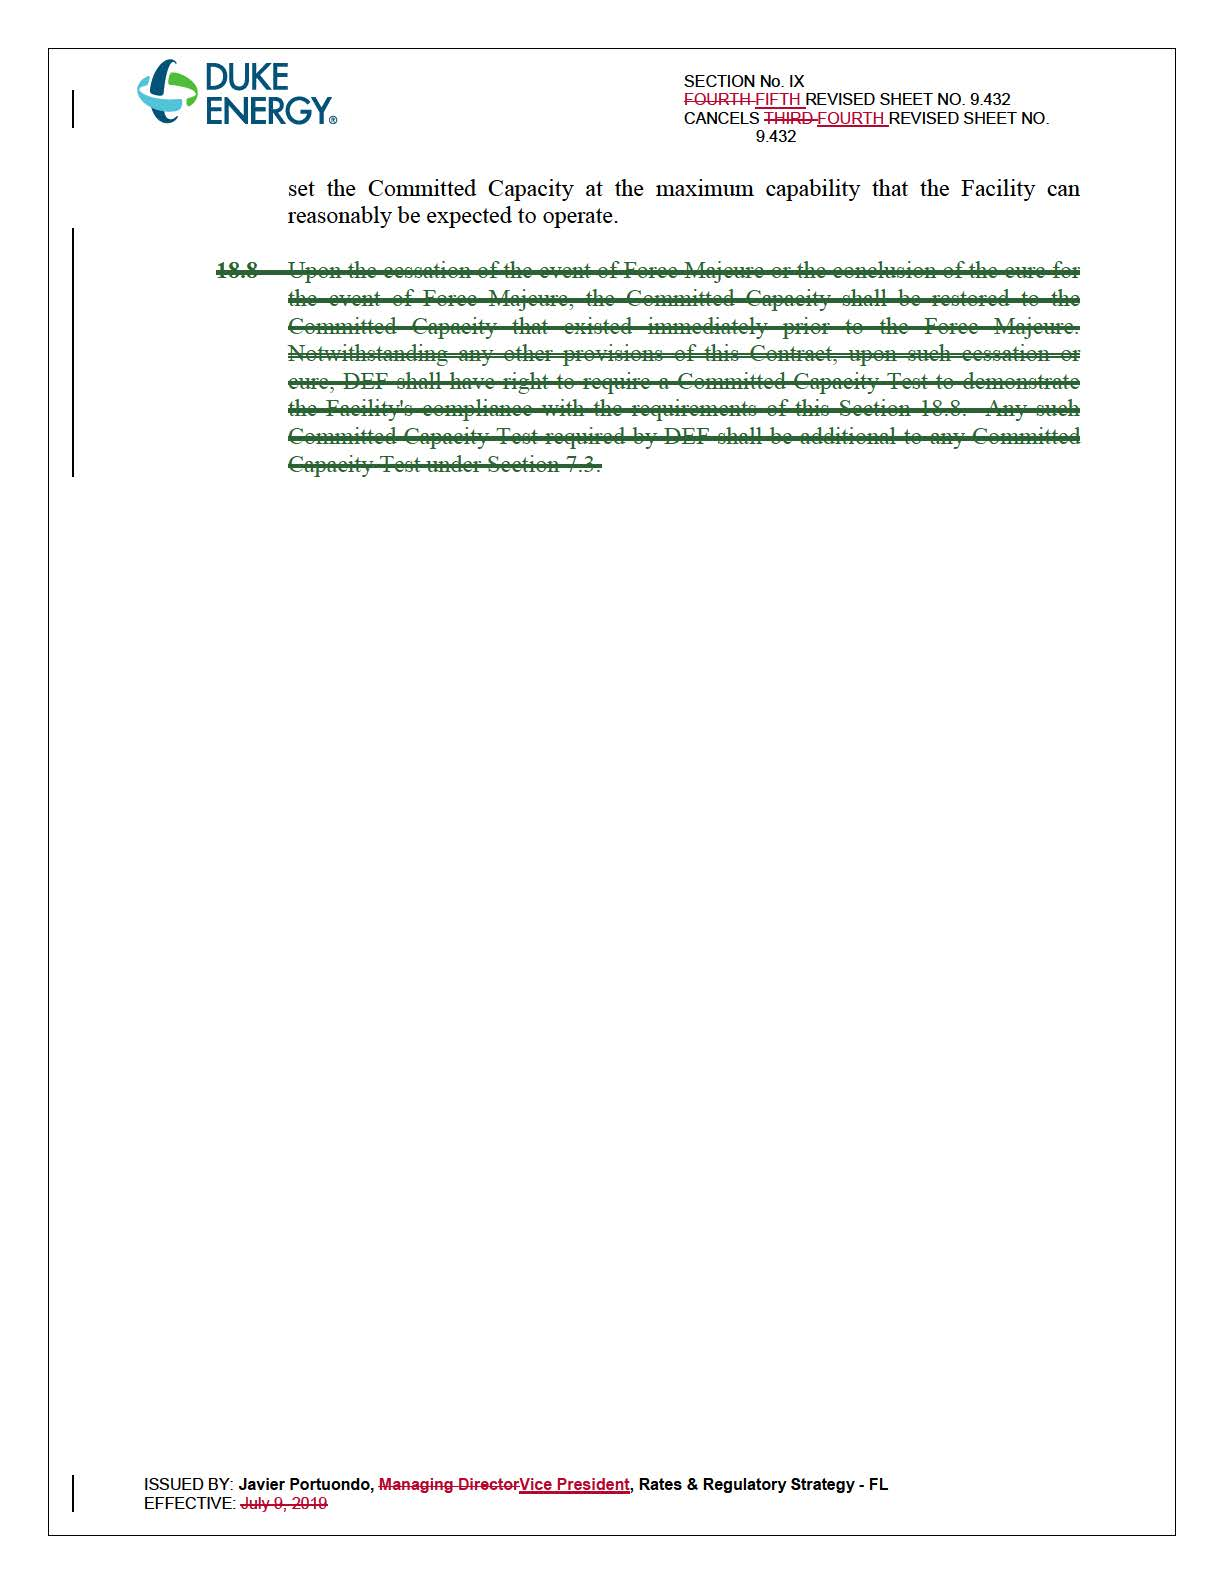 DUKE
ENERGY®
SECTION No. IX
FOURTH FIFTH REVISED SHEET NO. 9.432
CANCELS THIRD FOURTH REVISED SHEET NO.
9.432
set the Committed Capacity at the maximum capability that the Facility can
reasonably be expected to operate.
18.8 Upon the cessation of the event of Force Majeure or the conclusion of the cure for
the event of Force Majeure, the Committed Capacity shall be restored to the
Committed Capacity that existed immediately prior to the Force Majeure.
Notwithstanding any other provisions of this Contract, upon such cessation or
cure, DEF shall have right to require a Committed Capacity Test to demonstrate
the Facility's compliance with the requirements of this Section 18.8. Any such
Committed Capacity Test required by DEF shall be additional to any Committed
Capacity Test under Section 7.3.
ISSUED BY: Javier Portuondo, Managing DirectorVice President, Rates & Regulatory Strategy - FL
EFFECTIVE: July 9, 2019